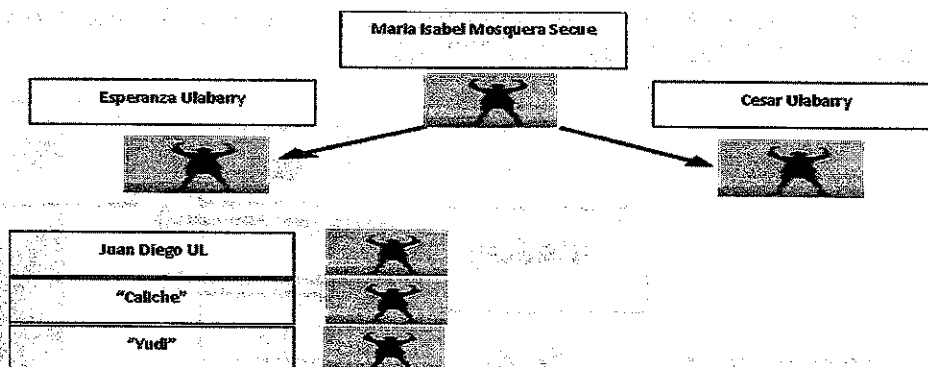 Maria Isabel Mosquera Secue
Esperanza Ulabarry
Cesar Ulabarry
Juan Diego UL
"Caliche"
"Yudi"